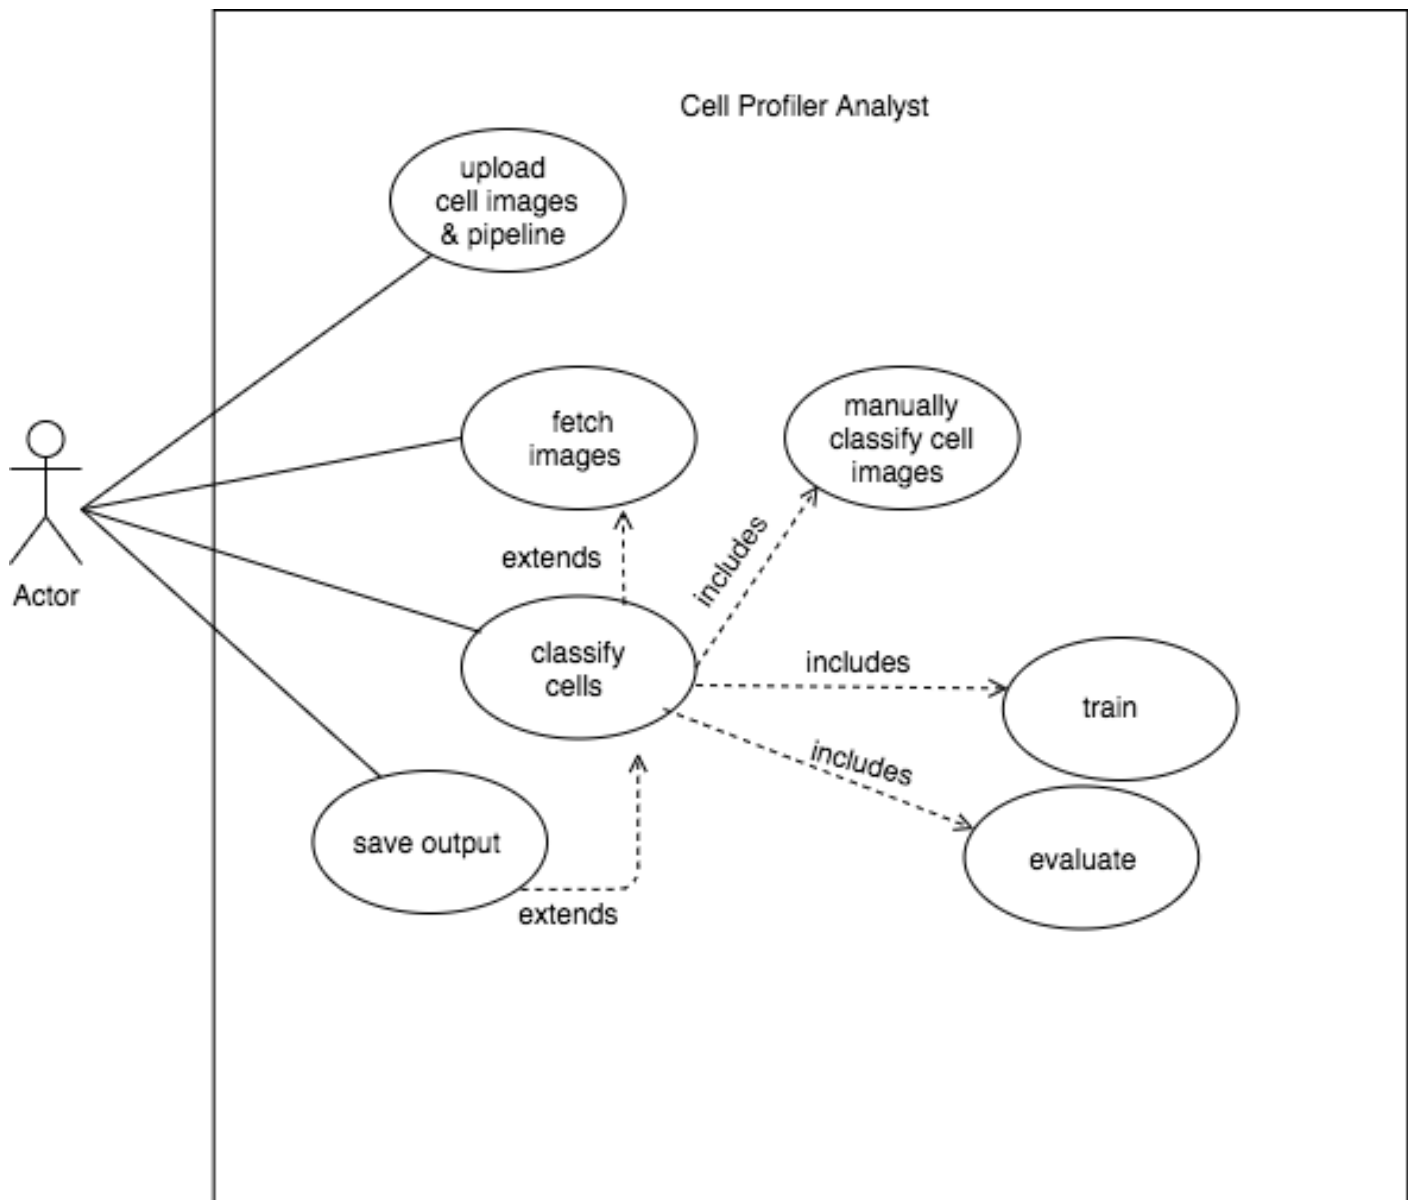 Cell Profiler Analyst
upload
cell images
& pipeline
fetch
images
manually
classify cell
images
extends
includes
Actor
classify
cells
includes
train
includes
save output
evaluate
extends